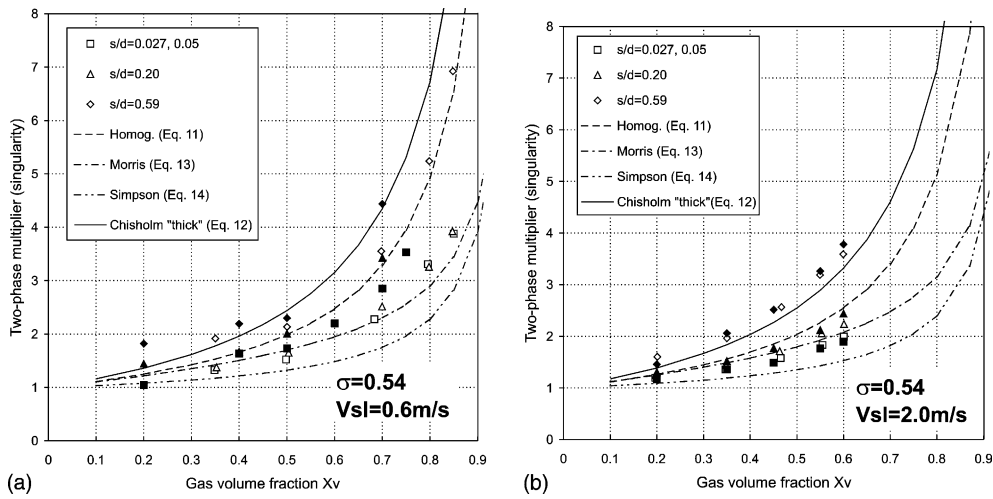 8
7
6
5
4
3
2
1
0
Two-phase multiplier (singularity)
s/d=0.027, 0.05
s/d=0.20
s/d=0.59
Homog. (Eq. 11)
Morris (Eq. 13)
Simpson (Eq. 14)
Chisholm "thick" (Eq. 12)
σ=0.54
Vsl=0.6m/s
0 0.1 0.2 0.3 0.4 0.5 0.6 0.7 0.8 0.9
Gas volume fraction Xv
(a)
8
7
6
5
4
3
2
1
0
Two-phase multiplier (singularity)
s/d=0.027, 0.05
s/d=0.20
s/d=0.59
Homog. (Eq. 11)
Morris (Eq. 13)
Simpson (Eq. 14)
Chisholm "thick"(Eq. 12)
σ=0.54
Vsl=2.0m/s
0 0.1 0.2 0.3 0.4 0.5 0.6 0.7 0.8 0.9
Gas volume fraction Xv
(b)